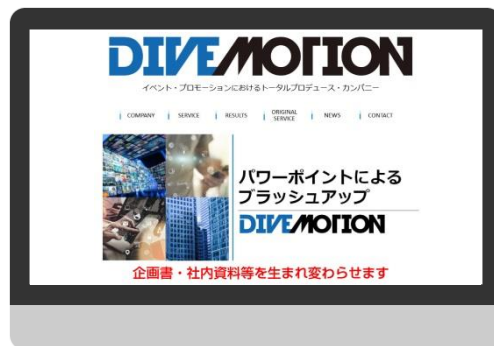 DIVEMOTION
イベント・プロモーションにおけるトータルプロデュース・カンパニー
COMPANY SERVICE RESULTS ORIGINAL SERVICE NEWS CONTACT
パワーポイントによる
ブラッシュアップ
DIVEMOTION
企画書・社内資料等を生まれ変わらせます